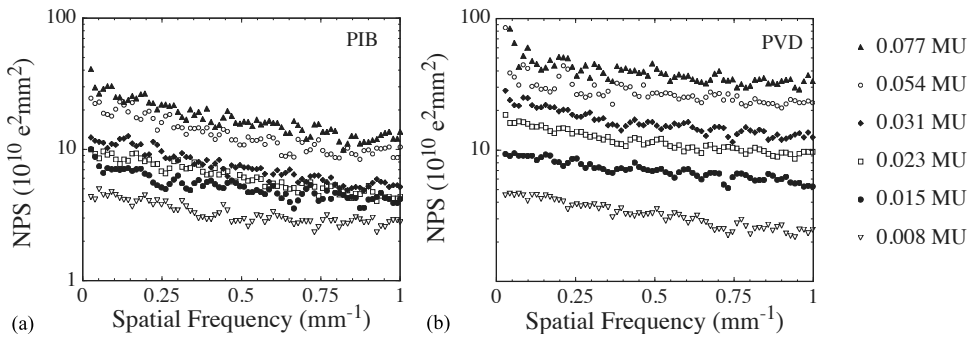 100
10
1
NPS (10^10 e^2mm^2)
PIB
0
0.25
0.5
0.75
1
Spatial Frequency (mm^-1)
(a)
100
10
NPS (10^10 e^2mm^2)
PVD
0
0.25
0.5
0.75
1
Spatial Frequency (mm^-1)
(b)
▲ 0.077 MU
○ 0.054 MU
◆ 0.031 MU
□ 0.023 MU
● 0.015 MU
▽ 0.008 MU